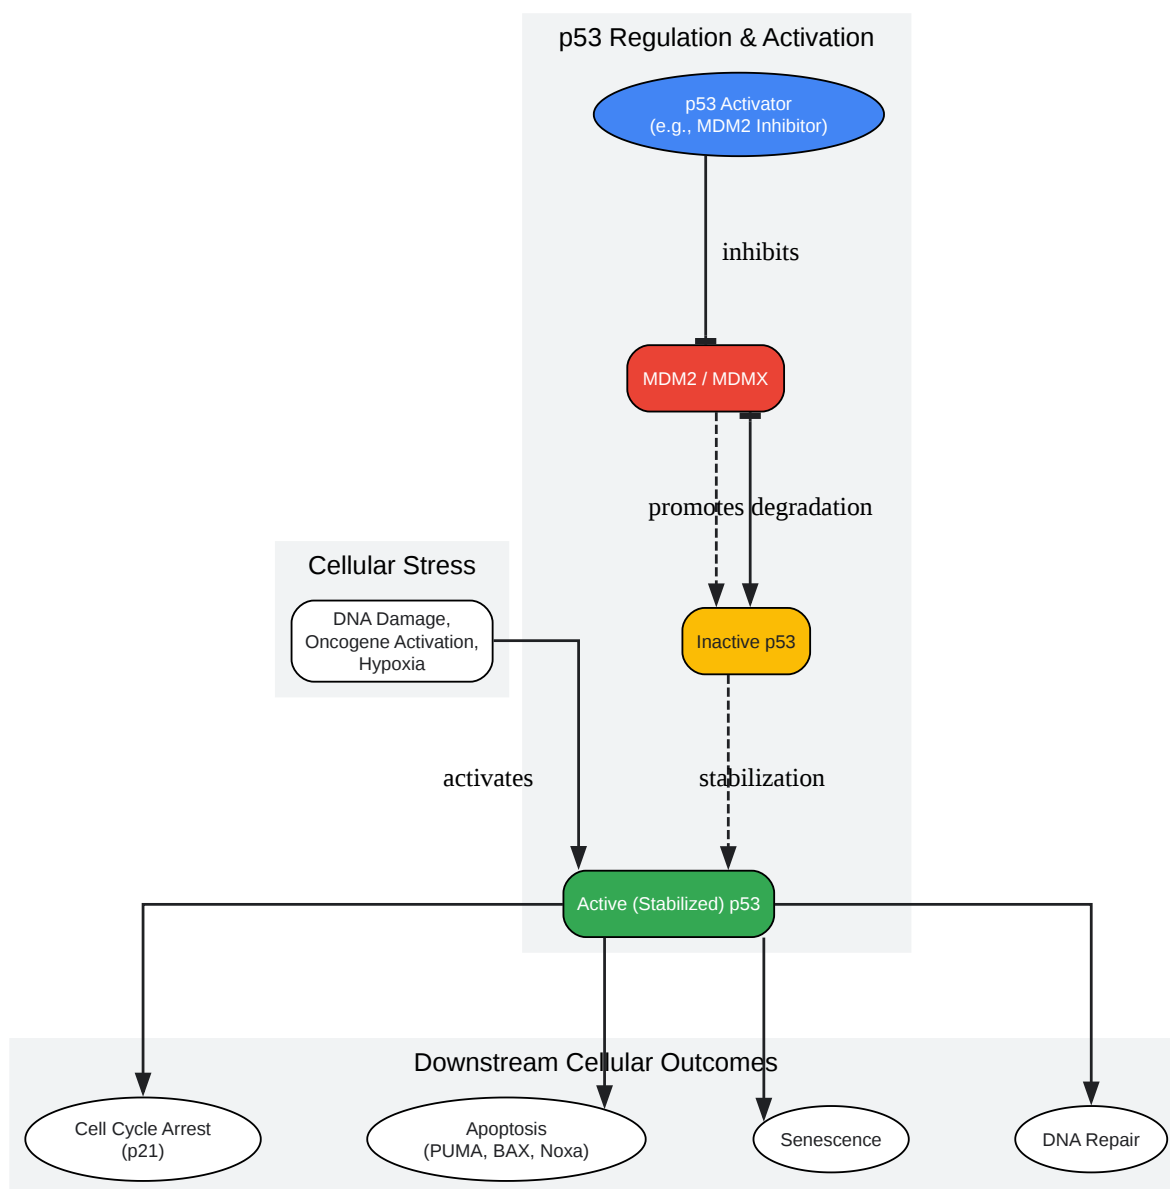 p53 Regulation & Activation
p53 Activator
(e.g., MDM2 Inhibitor)
inhibits
MDM2 / MDMX
promotes degradation
Cellular Stress
DNA Damage,
Oncogene Activation,
Hypoxia
Inactive p53
activates
stabilization
Active (Stabilized) p53
Downstream Cellular Outcomes
Cell Cycle Arrest
(p21)
Apoptosis
(PUMA, BAX, Noxa)
Senescence
DNA Repair